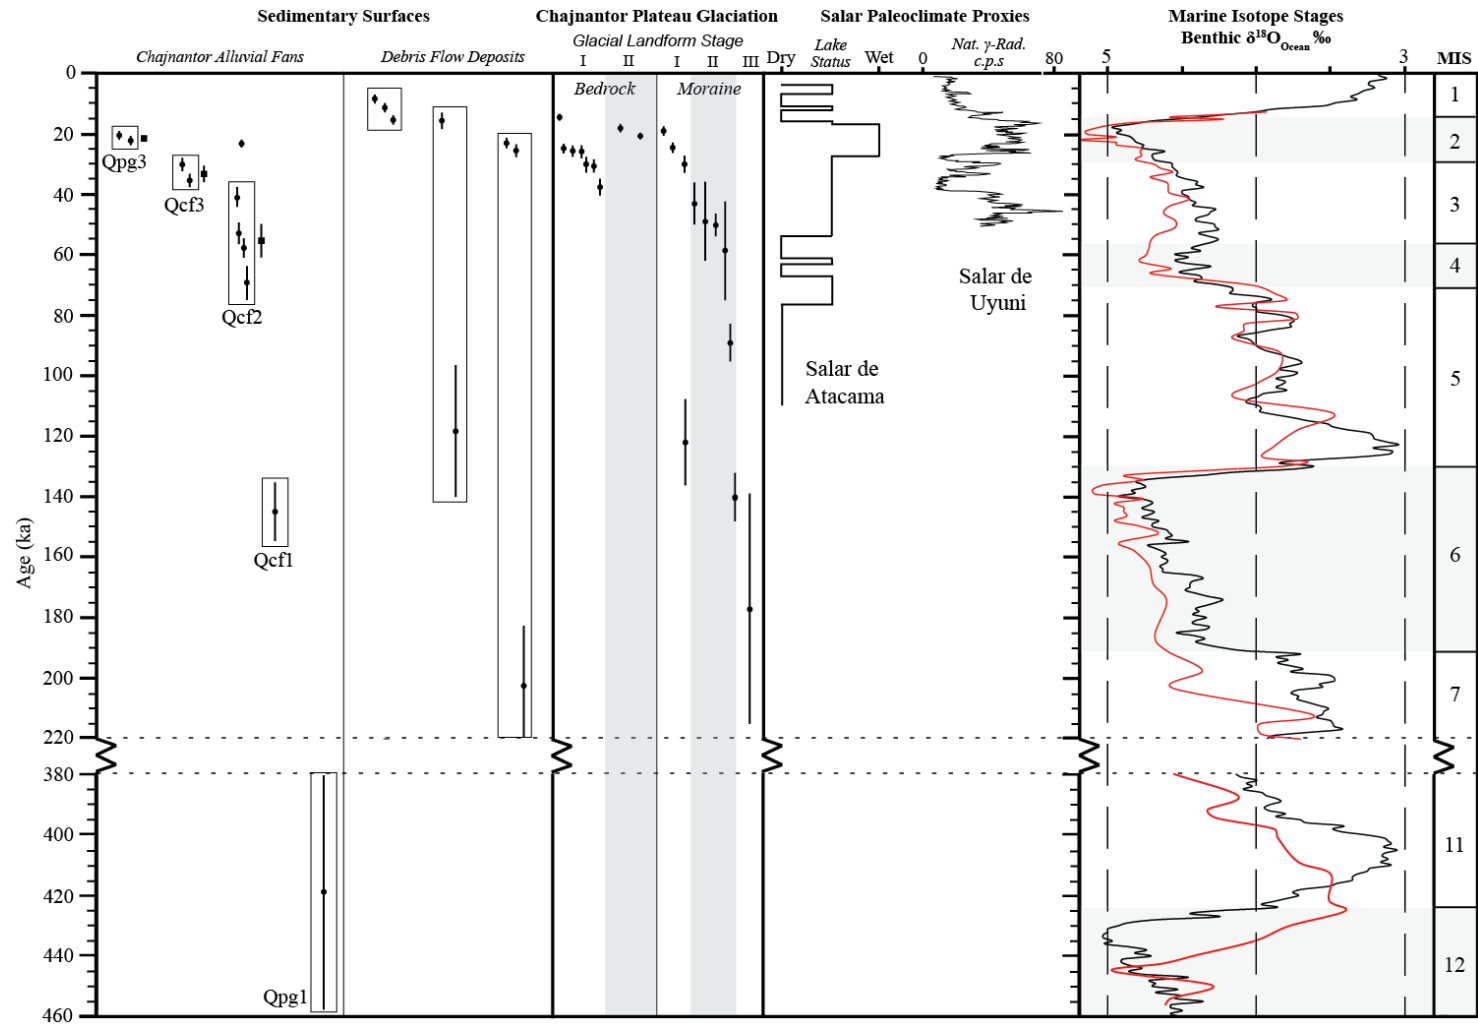 Sedimentary Surfaces
Chajnantor Plateau Glaciation
Salar Paleoclimate Proxies
Marine Isotope Stages
Benthic δ¹⁸O_Ocean ‰
MIS
Chajnantor Alluvial Fans
Debris Flow Deposits
Glacial Landform Stage
I II I II III
Bedrock
Moraine
Dry
Lake
Status
Wet
Nat. γ-Rad.
c.p.s
0 80
5 3
Age (ka)
0
20
40
60
80
100
120
140
160
180
200
220
380
400
420
440
460
Qpg3
Qcf3
Qcf2
Qcf1
Qpg1
Salar de
Atacama
Salar de
Uyuni
1
2
3
4
5
6
7
11
12